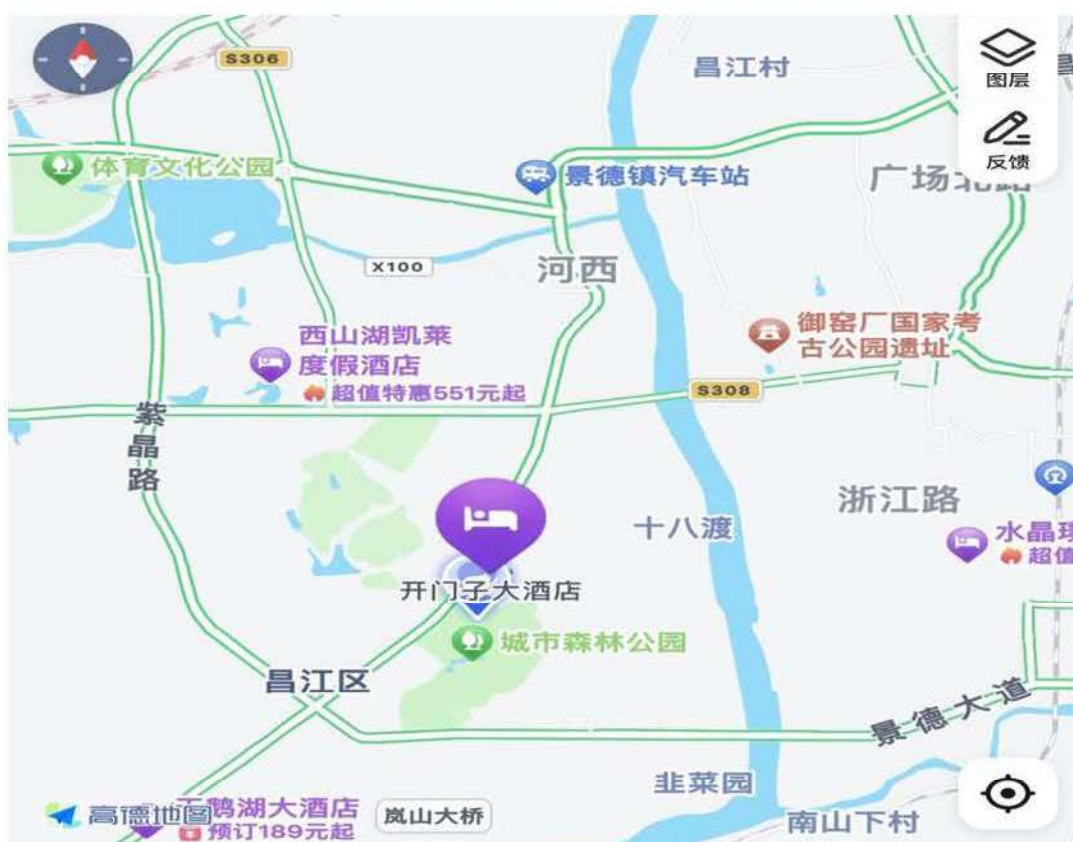 S306
昌江村
图层
体育文化公园
景德镇汽车站
反馈
X100
河西
御窑厂国家考
古公园遗址
西山湖凯莱
度假酒店
超值特惠551元起
S308
紫晶路
浙江路
十八渡
水晶
超值
开门子大酒店
城市森林公园
昌江区
景德大道
韭菜园
鹅湖大酒店
预订189元起
高德地图
岚山大桥
南山下村